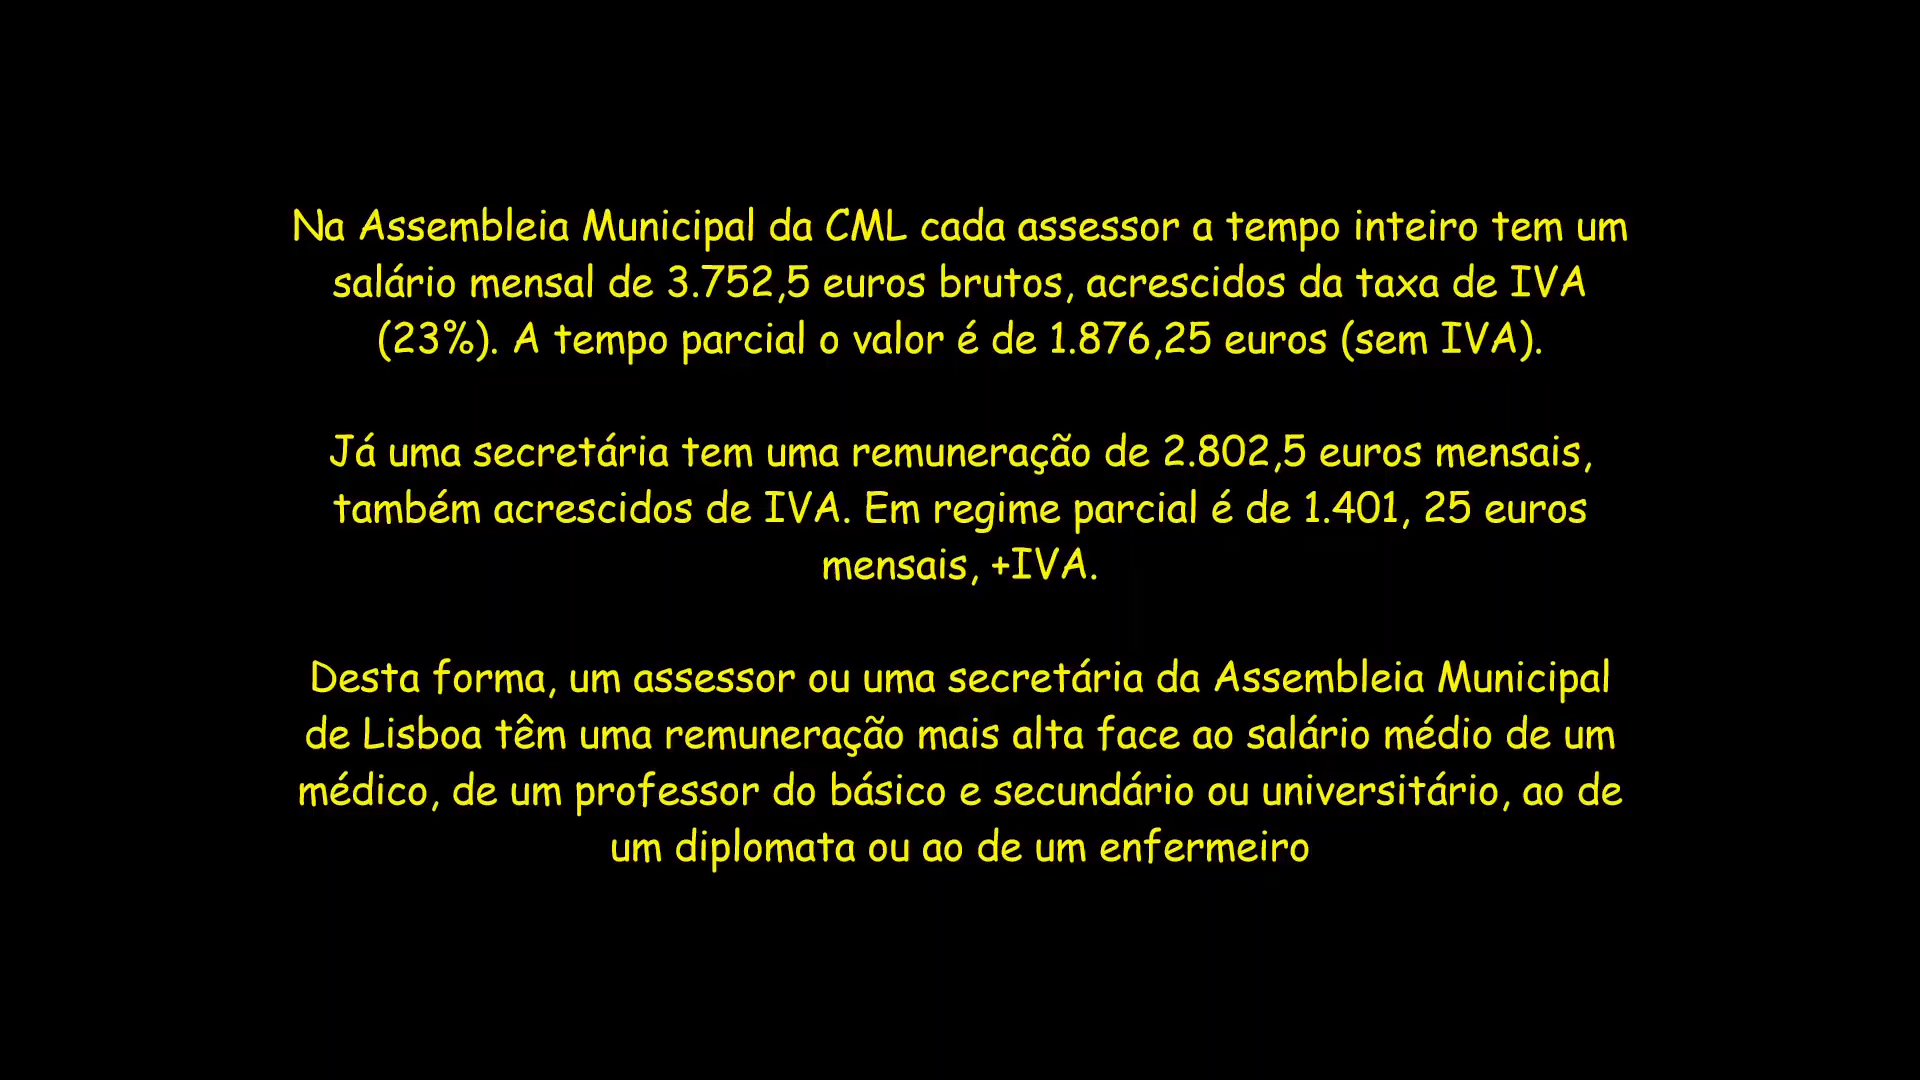 Na Assembleia Municipal da CML cada assessor a tempo inteiro tem um
salário mensal de 3.752,5 euros brutos, acrescidos da taxa de IVA
(23%). A tempo parcial o valor é de 1.876,25 euros (sem IVA).
Já uma secretária tem uma remuneração de 2.802,5 euros mensais,
também acrescidos de IVA. Em regime parcial é de 1.401, 25 euros
mensais, +IVA.
Desta forma, um assessor ou uma secretária da Assembleia Municipal
de Lisboa têm uma remuneração mais alta face ao salário médio de um
médico, de um professor do básico e secundário ou universitário, ao de
um diplomata ou ao de um enfermeiro